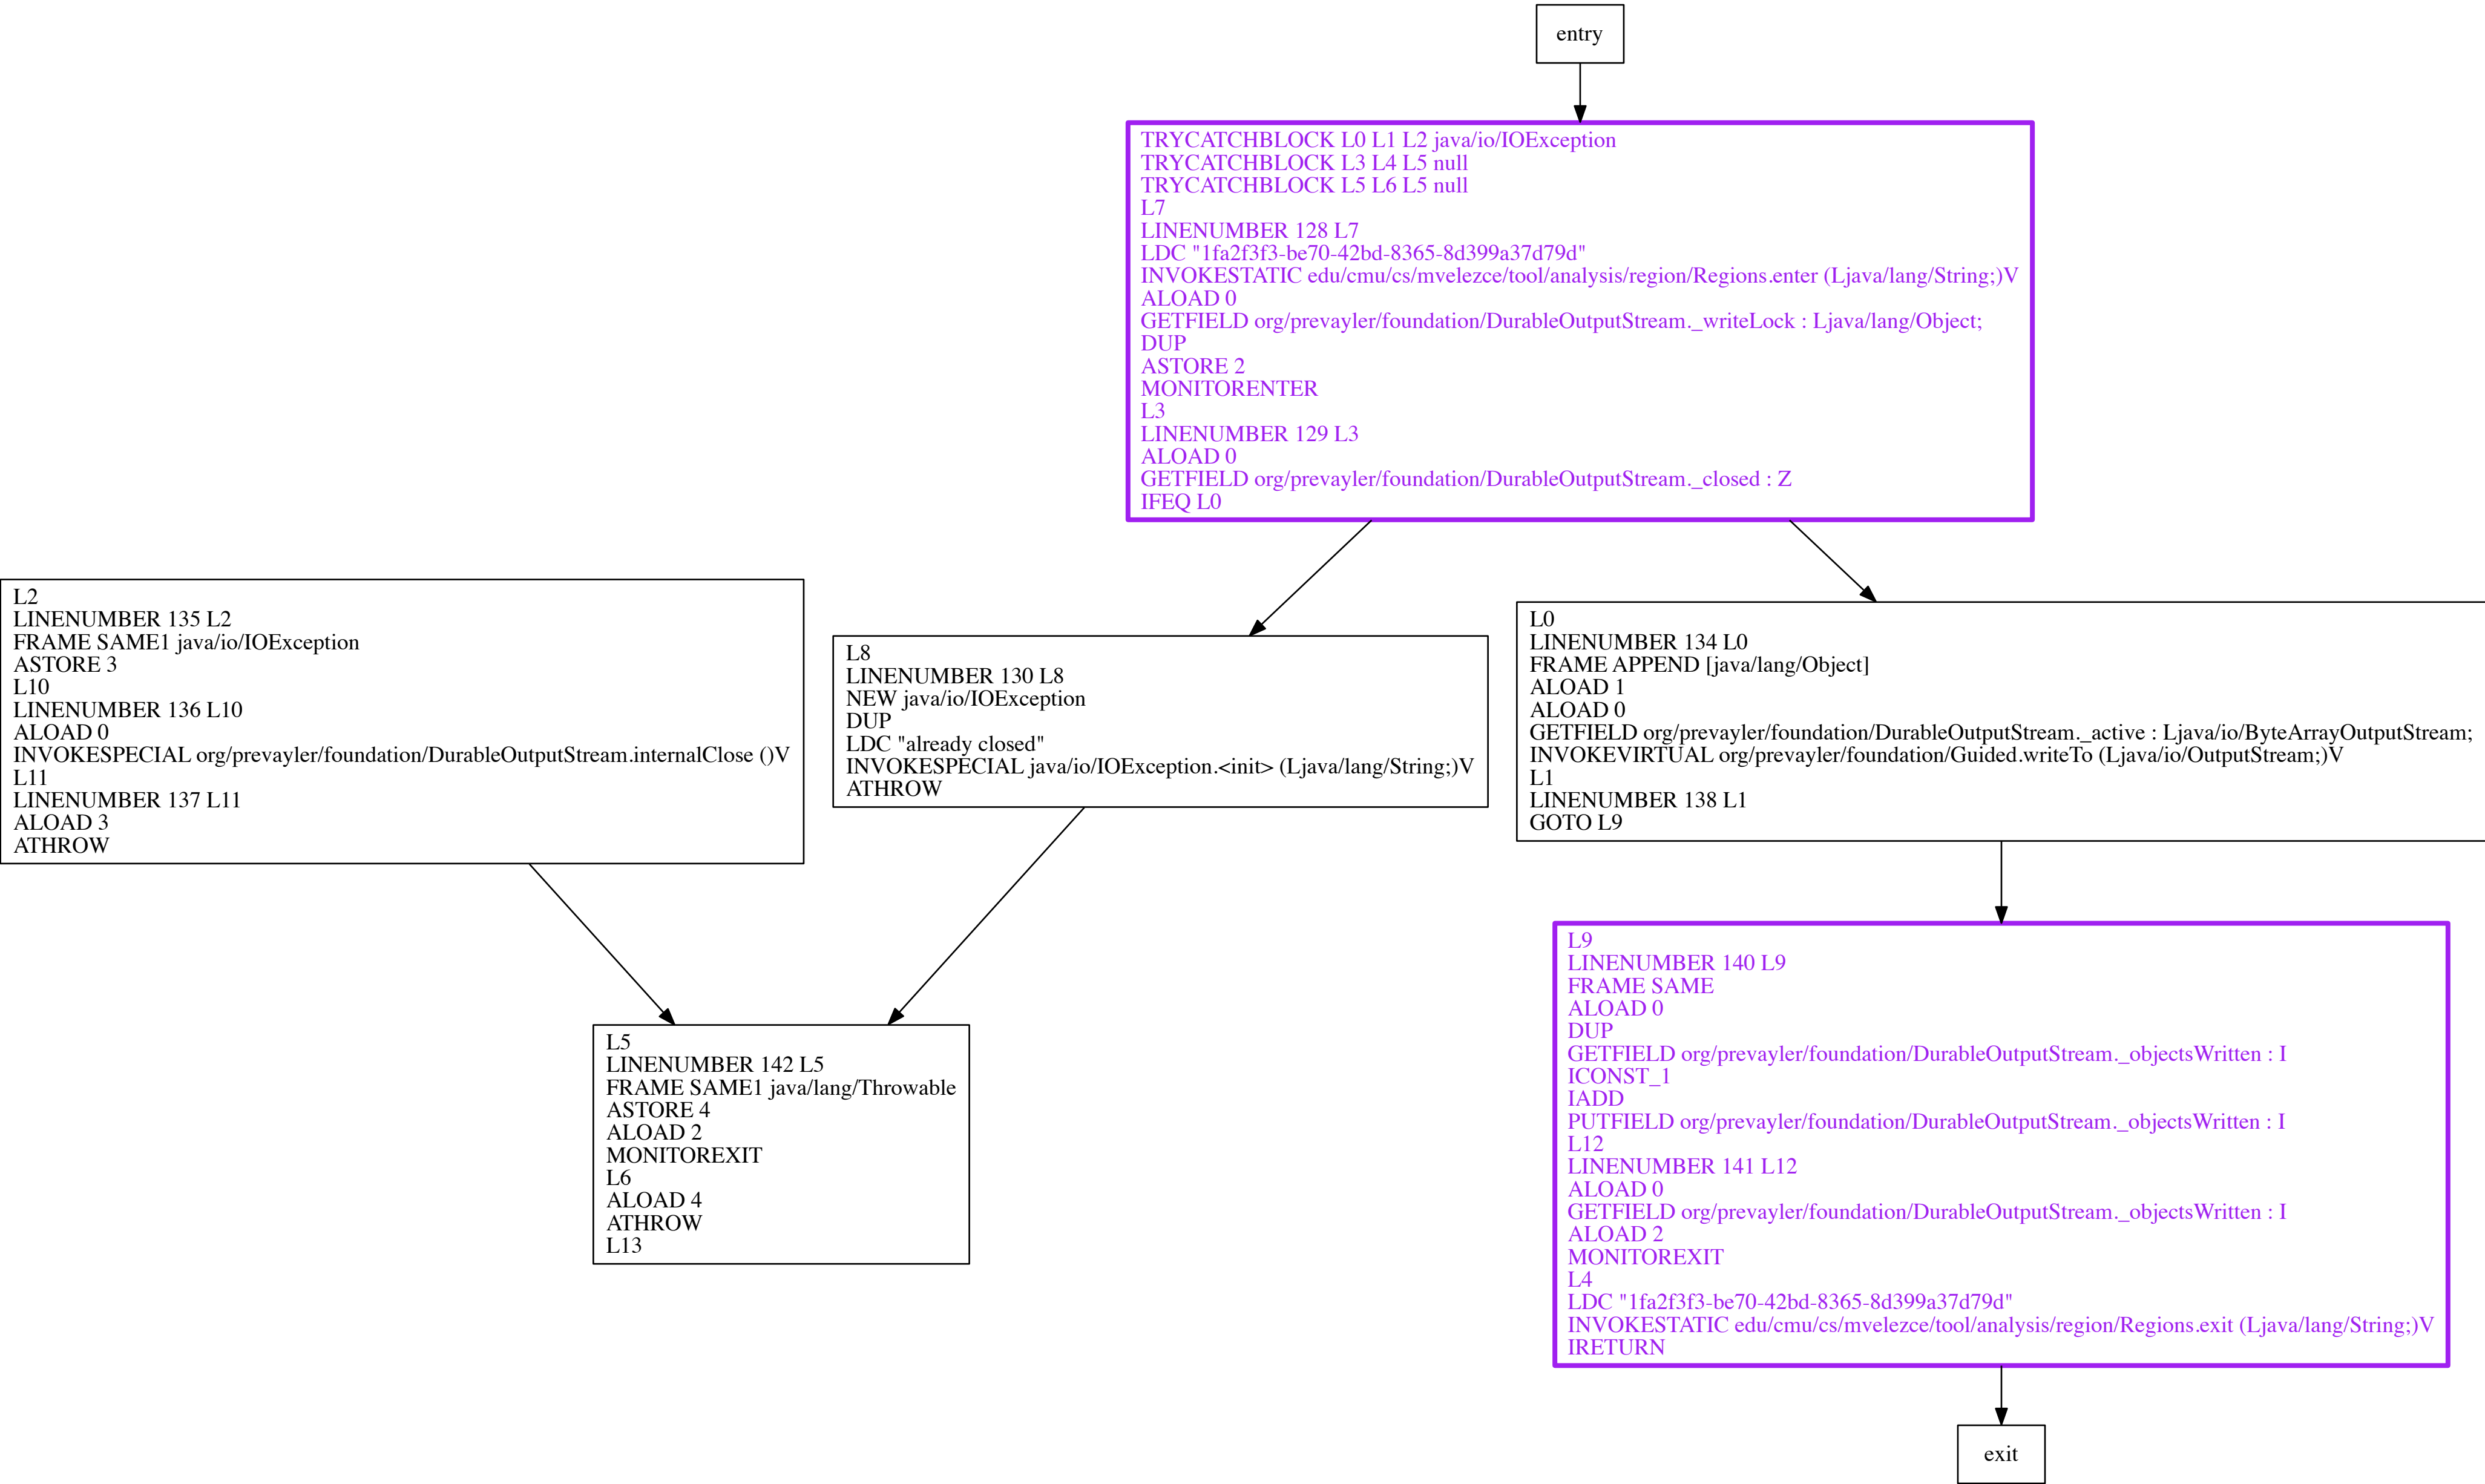 entry
TRYCATCHBLOCK L0 L1 L2 java/io/IOException
TRYCATCHBLOCK L3 L4 L5 null
TRYCATCHBLOCK L5 L6 L5 null
L7
LINENUMBER 128 L7
LDC "1fa2f3f3-be70-42bd-8365-8d399a37d79d"
INVOKESTATIC edu/cmu/cs/mvelezce/tool/analysis/region/Regions.enter (Ljava/lang/String;)V
ALOAD 0
GETFIELD org/prevayler/foundation/DurableOutputStream._writeLock : Ljava/lang/Object;
DUP
ASTORE 2
MONITORENTER
L3
LINENUMBER 129 L3
ALOAD 0
GETFIELD org/prevayler/foundation/DurableOutputStream._closed : Z
IFEQ L0
L2
LINENUMBER 135 L2
FRAME SAME1 java/io/IOException
ASTORE 3
L10
LINENUMBER 136 L10
ALOAD 0
INVOKESPECIAL org/prevayler/foundation/DurableOutputStream.internalClose ()V
L11
LINENUMBER 137 L11
ALOAD 3
ATHROW
L8
LINENUMBER 130 L8
NEW java/io/IOException
DUP
LDC "already closed"
INVOKESPECIAL java/io/IOException.<init> (Ljava/lang/String;)V
ATHROW
L0
LINENUMBER 134 L0
FRAME APPEND [java/lang/Object]
ALOAD 1
ALOAD 0
GETFIELD org/prevayler/foundation/DurableOutputStream._active : Ljava/io/ByteArrayOutputStream;
INVOKEVIRTUAL org/prevayler/foundation/Guided.writeTo (Ljava/io/OutputStream;)V
L1
LINENUMBER 138 L1
GOTO L9
L5
LINENUMBER 142 L5
FRAME SAME1 java/lang/Throwable
ASTORE 4
ALOAD 2
MONITOREXIT
L6
ALOAD 4
ATHROW
L13
L9
LINENUMBER 140 L9
FRAME SAME
ALOAD 0
DUP
GETFIELD org/prevayler/foundation/DurableOutputStream._objectsWritten : I
ICONST_1
IADD
PUTFIELD org/prevayler/foundation/DurableOutputStream._objectsWritten : I
L12
LINENUMBER 141 L12
ALOAD 0
GETFIELD org/prevayler/foundation/DurableOutputStream._objectsWritten : I
ALOAD 2
MONITOREXIT
L4
LDC "1fa2f3f3-be70-42bd-8365-8d399a37d79d"
INVOKESTATIC edu/cmu/cs/mvelezce/tool/analysis/region/Regions.exit (Ljava/lang/String;)V
IRETURN
exit